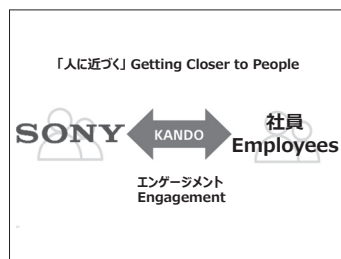 「人に近づく」 Getting Closer to People
SONY
KANDO
社員
Employees
エンゲージメント
Engagement